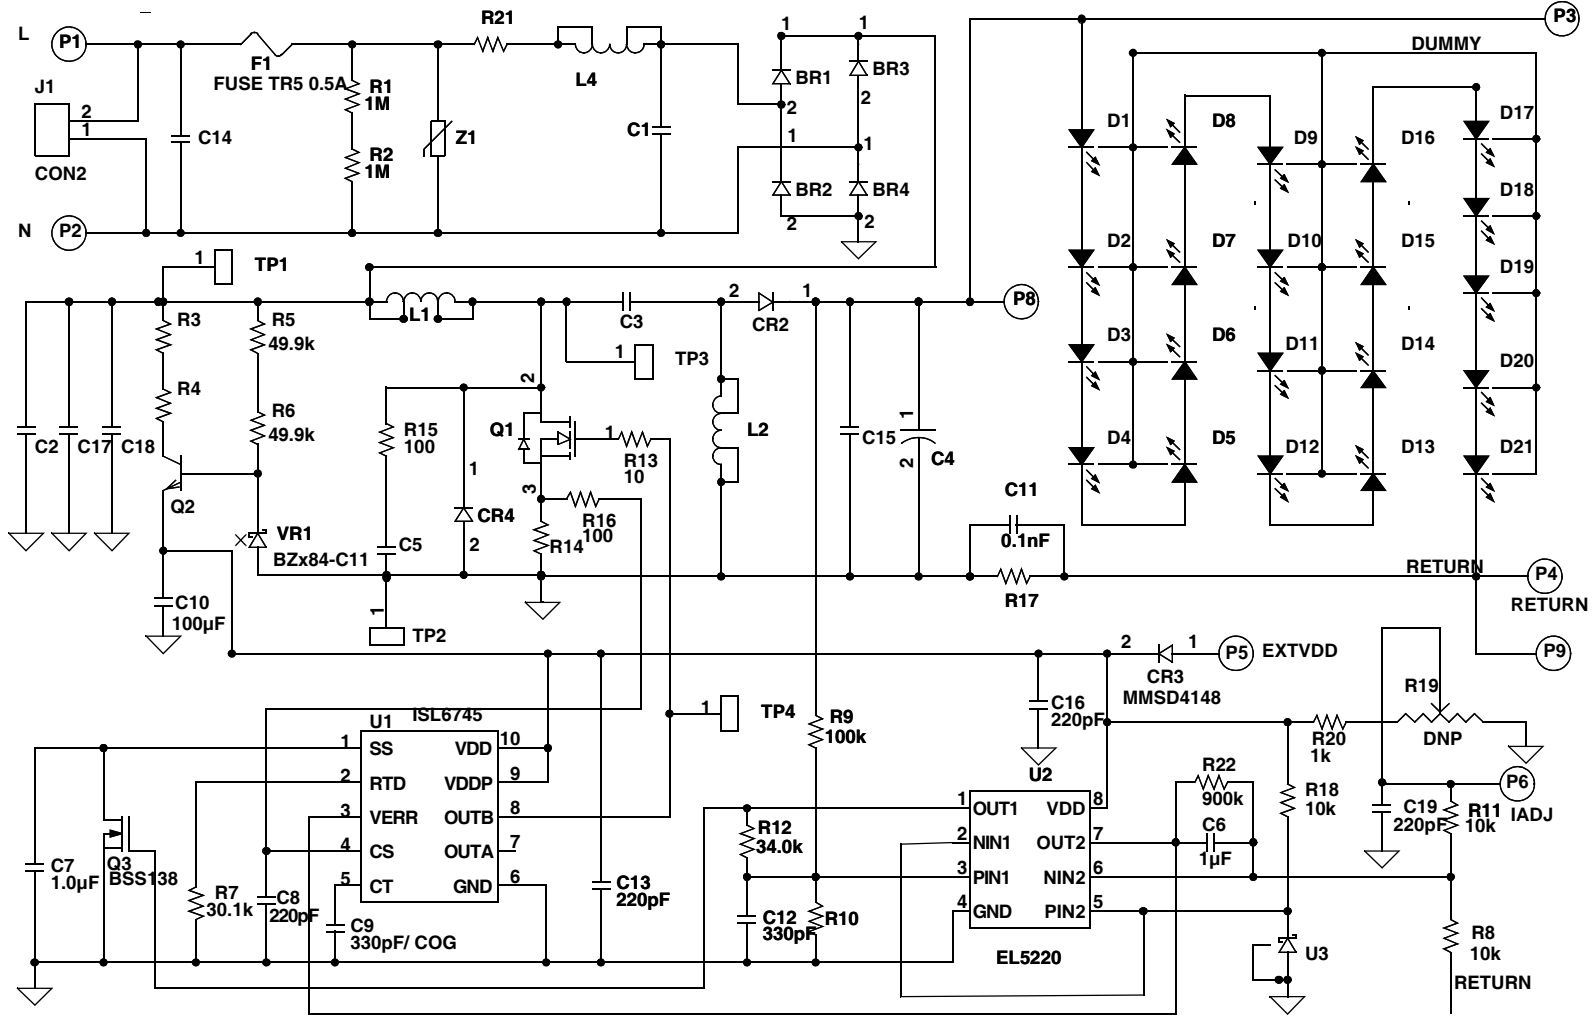 L P1
F1
FUSE TR5 0.5A
R21
L4
1 1
BR1 BR3
2 2
P3
DUMMY
J1
2
1
CON2
C14
R1
1M
R2
1M
Z1
C1
1 1
BR2 BR4
2 2
N P2
D1 D8 D9 D16 D17
D18
D2 D7 D10 D15
D19
D3 D6 D11 D14
D20
D4 D5 D12 D13 D21
1 TP1
R3
R4
R5
49.9k
R6
49.9k
L1
C3
2 1
CR2
P8
1 TP3
2
C2 C17 C18
Q2
R15
100
1
Q1
1
R13
10
L2
C15
1
2
C4
3
CR4
2
R16
100
R14
C5
VR1
BZx84-C11
C11
0.1nF
R17
RETURN P4
RETURN
C10
100µF
1
TP2
2 1 P5 EXTVDD
CR3
MMSD4148
P9
C16
220pF
R19
DNP
R20
1k
1 TP4
R9
100k
U1
ISL6745
1 SS VDD 10
2 RTD VDDP 9
3 VERR OUTB 8
4 CS OUTA 7
5 CT GND 6
U2
1 OUT1 VDD 8
2 NIN1 OUT2 7
3 PIN1 NIN2 6
4 GND PIN2 5
EL5220
R22
900k
C6
1µF
R18
10k
C19
220pF
R11
10k
P6
IADJ
C7
1.0µF
Q3
BSS138
R7
30.1k
C8
220pF
C9
330pF/ COG
C13
220pF
R12
34.0k
C12
330pF
R10
U3
R8
10k
RETURN